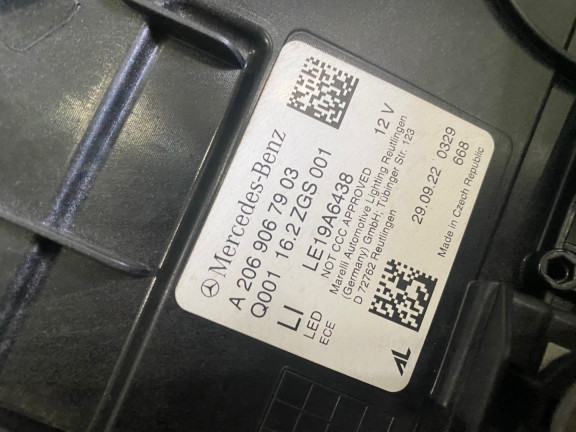 Mercedes-Benz
A 206 906 79 03
Q001 16.2 ZGS 001
LI LE19A6438 12 V
LED NOT CCC APPROVED
ECE Marelli Automotive Lighting Reutlingen
(Germany) GmbH; Tübinger Str. 123
D 72762 Reutlingen
29.09.22 0329
668
Made in Czech Republic
AL